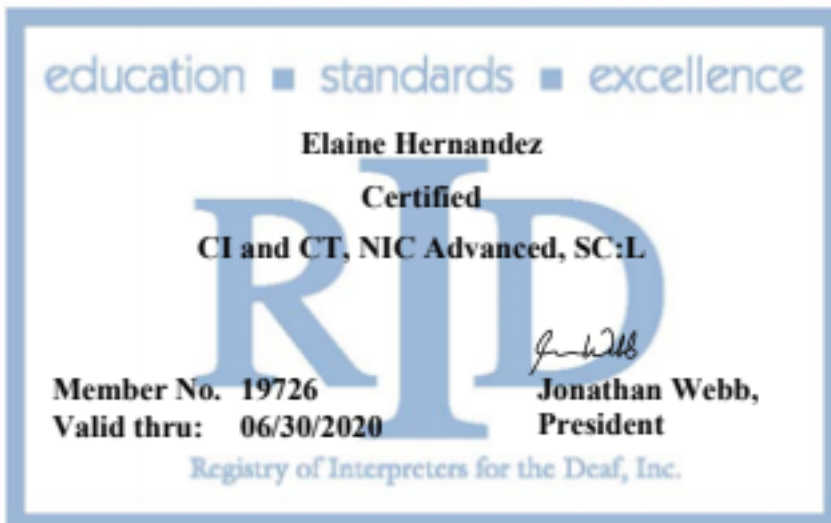 education ■ standards ■ excellence
Elaine Hernandez
Certified
CI and CT, NIC Advanced, SC:L
RID
Member No. 19726
Valid thru: 06/30/2020
Jonathan Webb,
President
Registry of Interpreters for the Deaf, Inc.